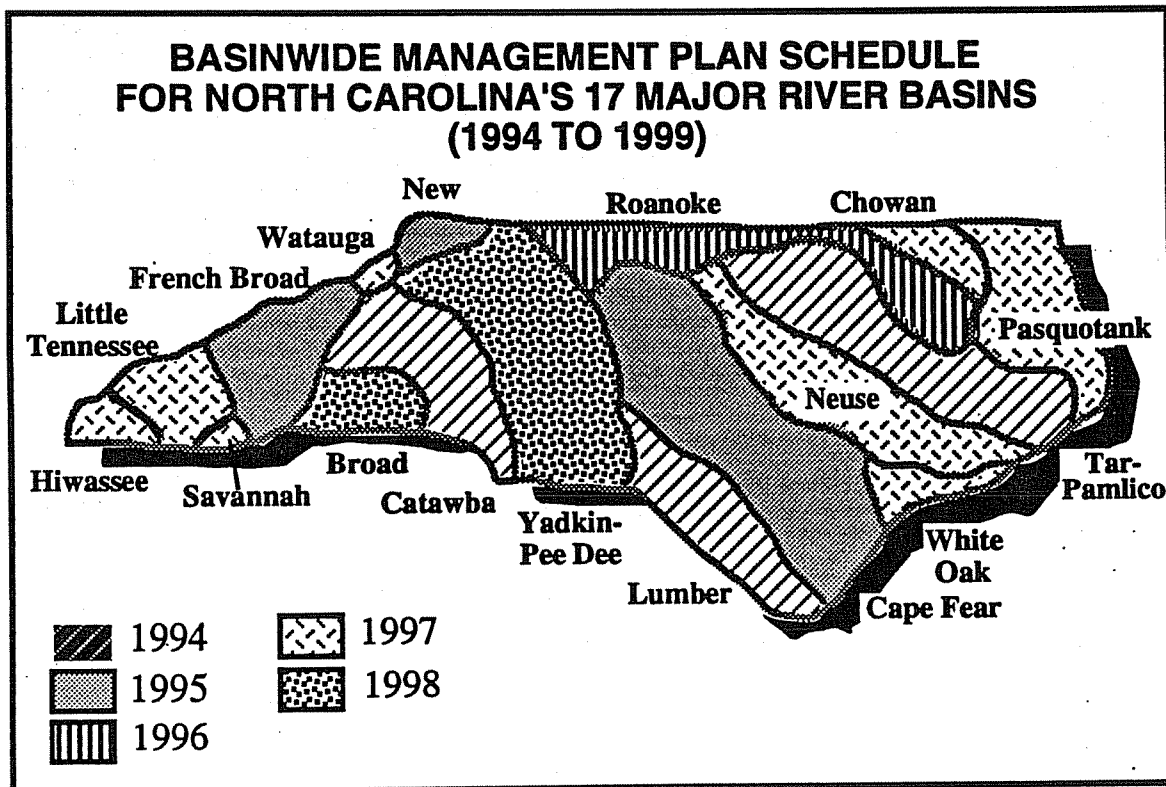 BASINWIDE MANAGEMENT PLAN SCHEDULE
FOR NORTH CAROLINA'S 17 MAJOR RIVER BASINS
(1994 TO 1999)
New
Roanoke
Chowan
Watauga
French Broad
Little
Tennessee
Pasquotank
Neuse
Hiwassee
Savannah
Broad
Catawba
Yadkin-
Pee Dee
Lumber
Tar-
Pamlico
White
Oak
Cape Fear
1994
1995
1996
1997
1998